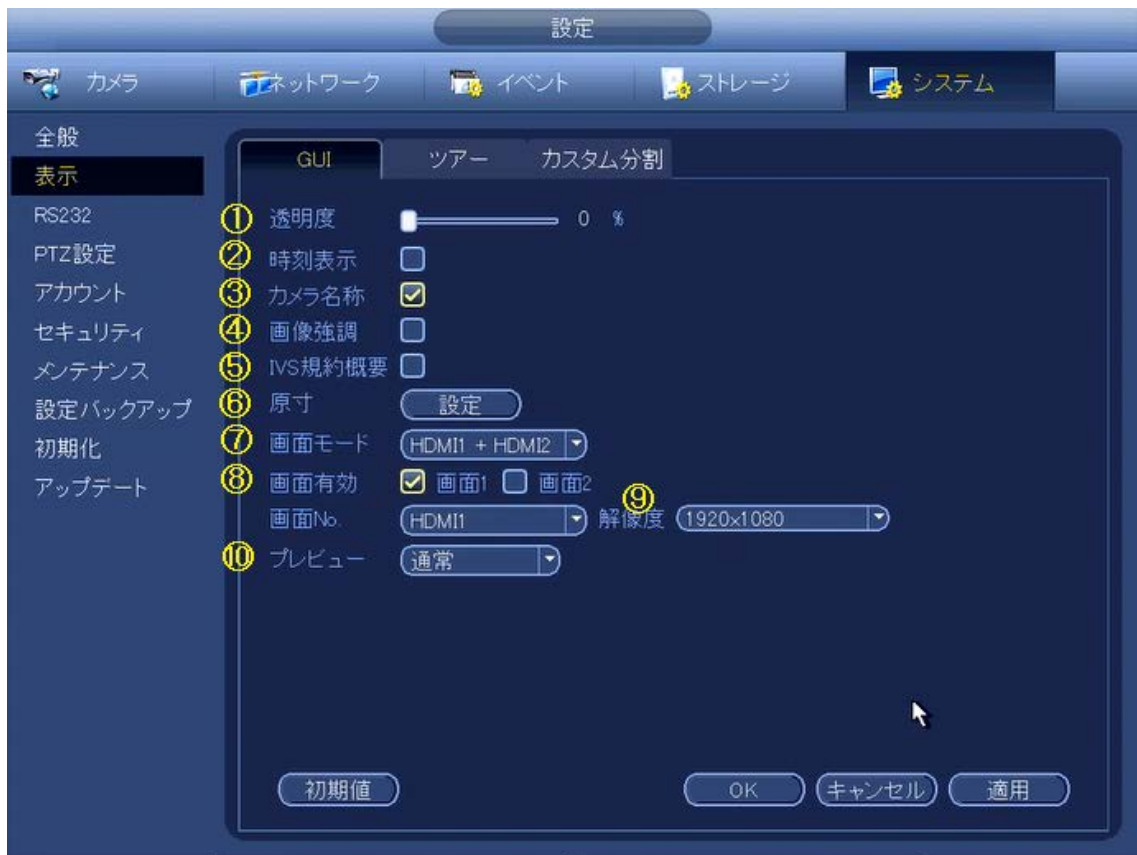 設定
カメラ ネットワーク イベント ストレージ システム
全般
表示
RS232
PTZ設定
アカウント
セキュリティ
メンテナンス
設定バックアップ
初期化
アップデート
GUI ツアー カスタム分割
① 透明度 0 %
② 時刻表示
③ カメラ名称
④ 画像強調
⑤ IVS規約概要
⑥ 原寸 設定
⑦ 画面モード HDMI1 + HDMI2
⑧ 画面有効 画面1 画面2
画面No. HDMI1 ⑨ 解像度 1920x1080
⑩ プレビュー 通常
初期値 OK キャンセル 適用